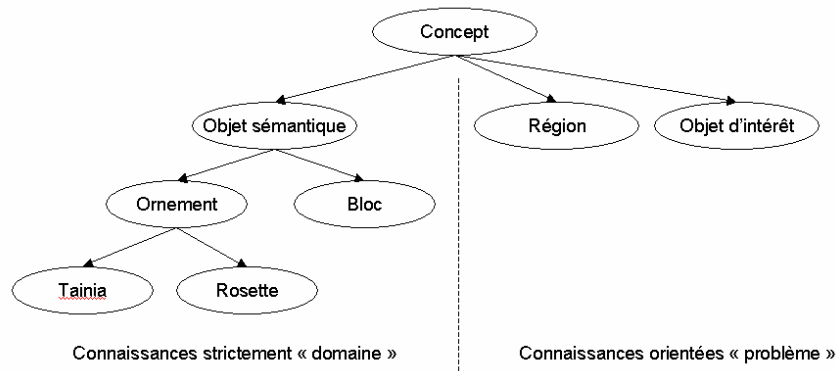 Concept
Objet sémantique
Région
Objet d'intérêt
Ornement
Bloc
Tainia
Rosette
Connaissances strictement « domaine »
Connaissances orientées « problème »